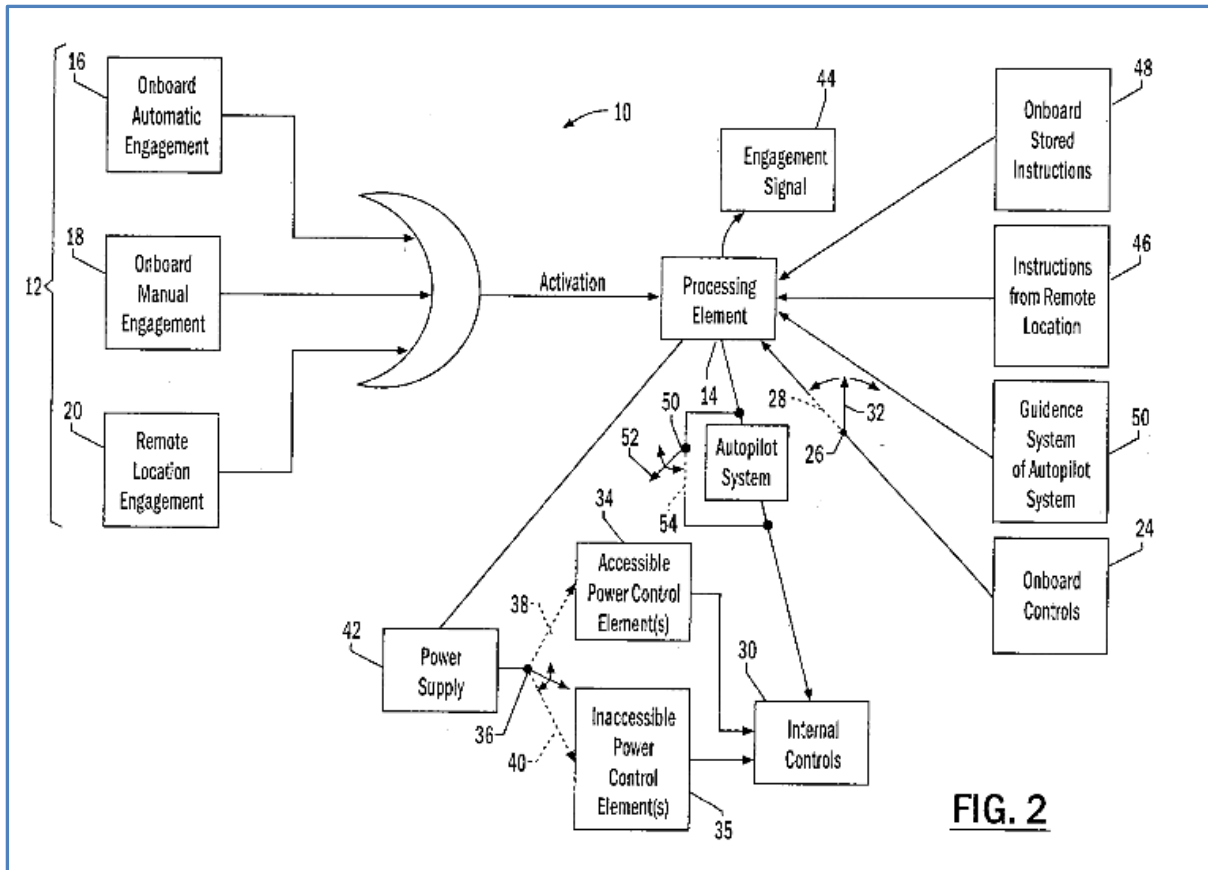 16
Onboard
Automatic
Engagement
18
Onboard
Manual
Engagement
12
20
Remote
Location
Engagement
10
Activation
44
Engagement
Signal
Processing
Element
14
48
Onboard
Stored
Instructions
46
Instructions
from Remote
Location
Guidence
System
of Autopilot
System
50
24
Onboard
Controls
28
32
26
50
52
54
Autopilot
System
34
Accessible
Power Control
Element(s)
38
42
Power
Supply
36
40
Inaccessible
Power
Control
Element(s)
35
30
Internal
Controls
FIG. 2